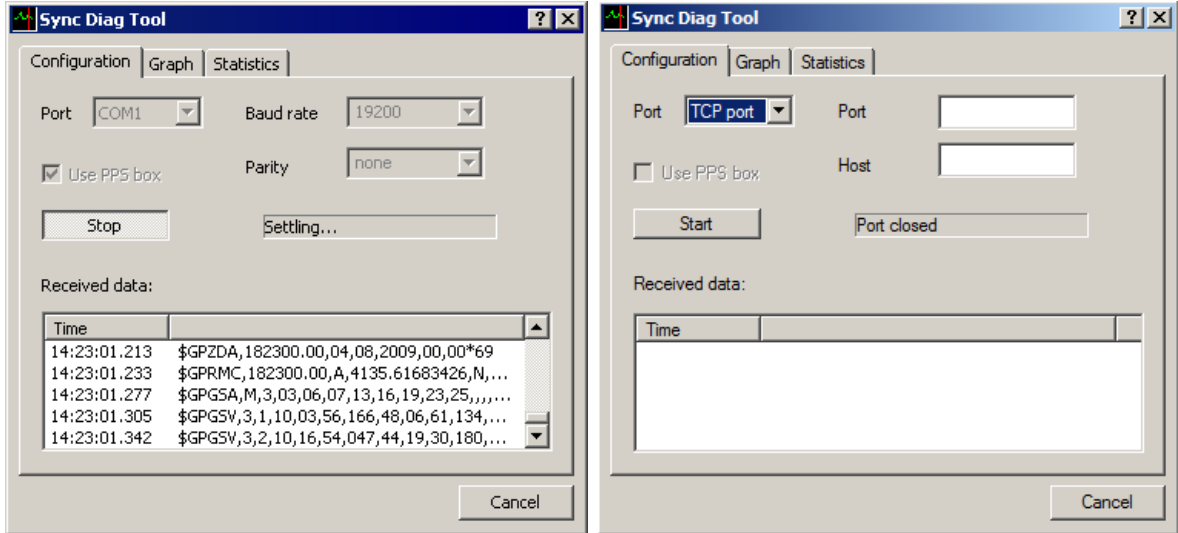 Sync Diag Tool
Configuration Graph Statistics
Port COM1 Baud rate 19200
Use PPS box Parity none
Stop Settling...
Received data:
Time
14:23:01.213 $GPZDA,182300.00,04,08,2009,00,00*69
14:23:01.233 $GPRMC,182300.00,A,4135.61683426,N,...
14:23:01.277 $GPGSA,M,3,03,06,07,13,16,19,23,25,,,,...
14:23:01.305 $GPGSV,3,1,10,03,56,166,48,06,61,134,...
14:23:01.342 $GPGSV,3,2,10,16,54,047,44,19,30,180,...
Cancel
Sync Diag Tool
Configuration Graph Statistics
Port TCP port Port
Use PPS box Host
Start Port closed
Received data:
Time
Cancel